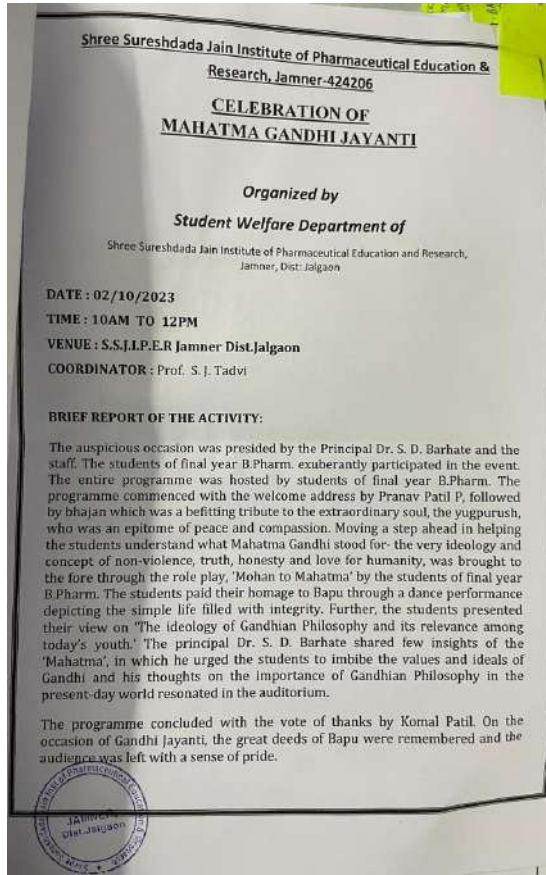 Shree Sureshdada Jain Institute of Pharmaceutical Education &
Research, Jamner-424206
CELEBRATION OF
MAHATMA GANDHI JAYANTI
Organized by
Student Welfare Department of
Shree Sureshdada Jain Institute of Pharmaceutical Education and Research,
Jamner, Dist: Jalgaon
DATE : 02/10/2023
TIME : 10AM TO 12PM
VENUE : S.S.J.I.P.E.R Jamner Dist.Jalgaon
COORDINATOR : Prof. S. J. Tadvi
BRIEF REPORT OF THE ACTIVITY:
The auspicious occasion was presided by the Principal Dr. S. D. Barhate and the
staff. The students of final year B.Pharm. exuberantly participated in the event.
The entire programme was hosted by students of final year B.Pharm. The
programme commenced with the welcome address by Pranav Patil P, followed
by bhajan which was a befitting tribute to the extraordinary soul, the yugpurush,
who was an epitome of peace and compassion. Moving a step ahead in helping
the students understand what Mahatma Gandhi stood for- the very ideology and
concept of non-violence, truth, honesty and love for humanity, was brought to
the fore through the role play, 'Mohan to Mahatma' by the students of final year
B.Pharm. The students paid their homage to Bapu through a dance performance
depicting the simple life filled with integrity. Further, the students presented
their view on 'The ideology of Gandhian Philosophy and its relevance among
today's youth.' The principal Dr. S. D. Barhate shared few insights of the
'Mahatma', in which he urged the students to imbibe the values and ideals of
Gandhi and his thoughts on the importance of Gandhian Philosophy in the
present-day world resonated in the auditorium.
The programme concluded with the vote of thanks by Komal Patil. On the
occasion of Gandhi Jayanti, the great deeds of Bapu were remembered and the
audience was left with a sense of pride.
JAMNER
Dist.Jalgaon